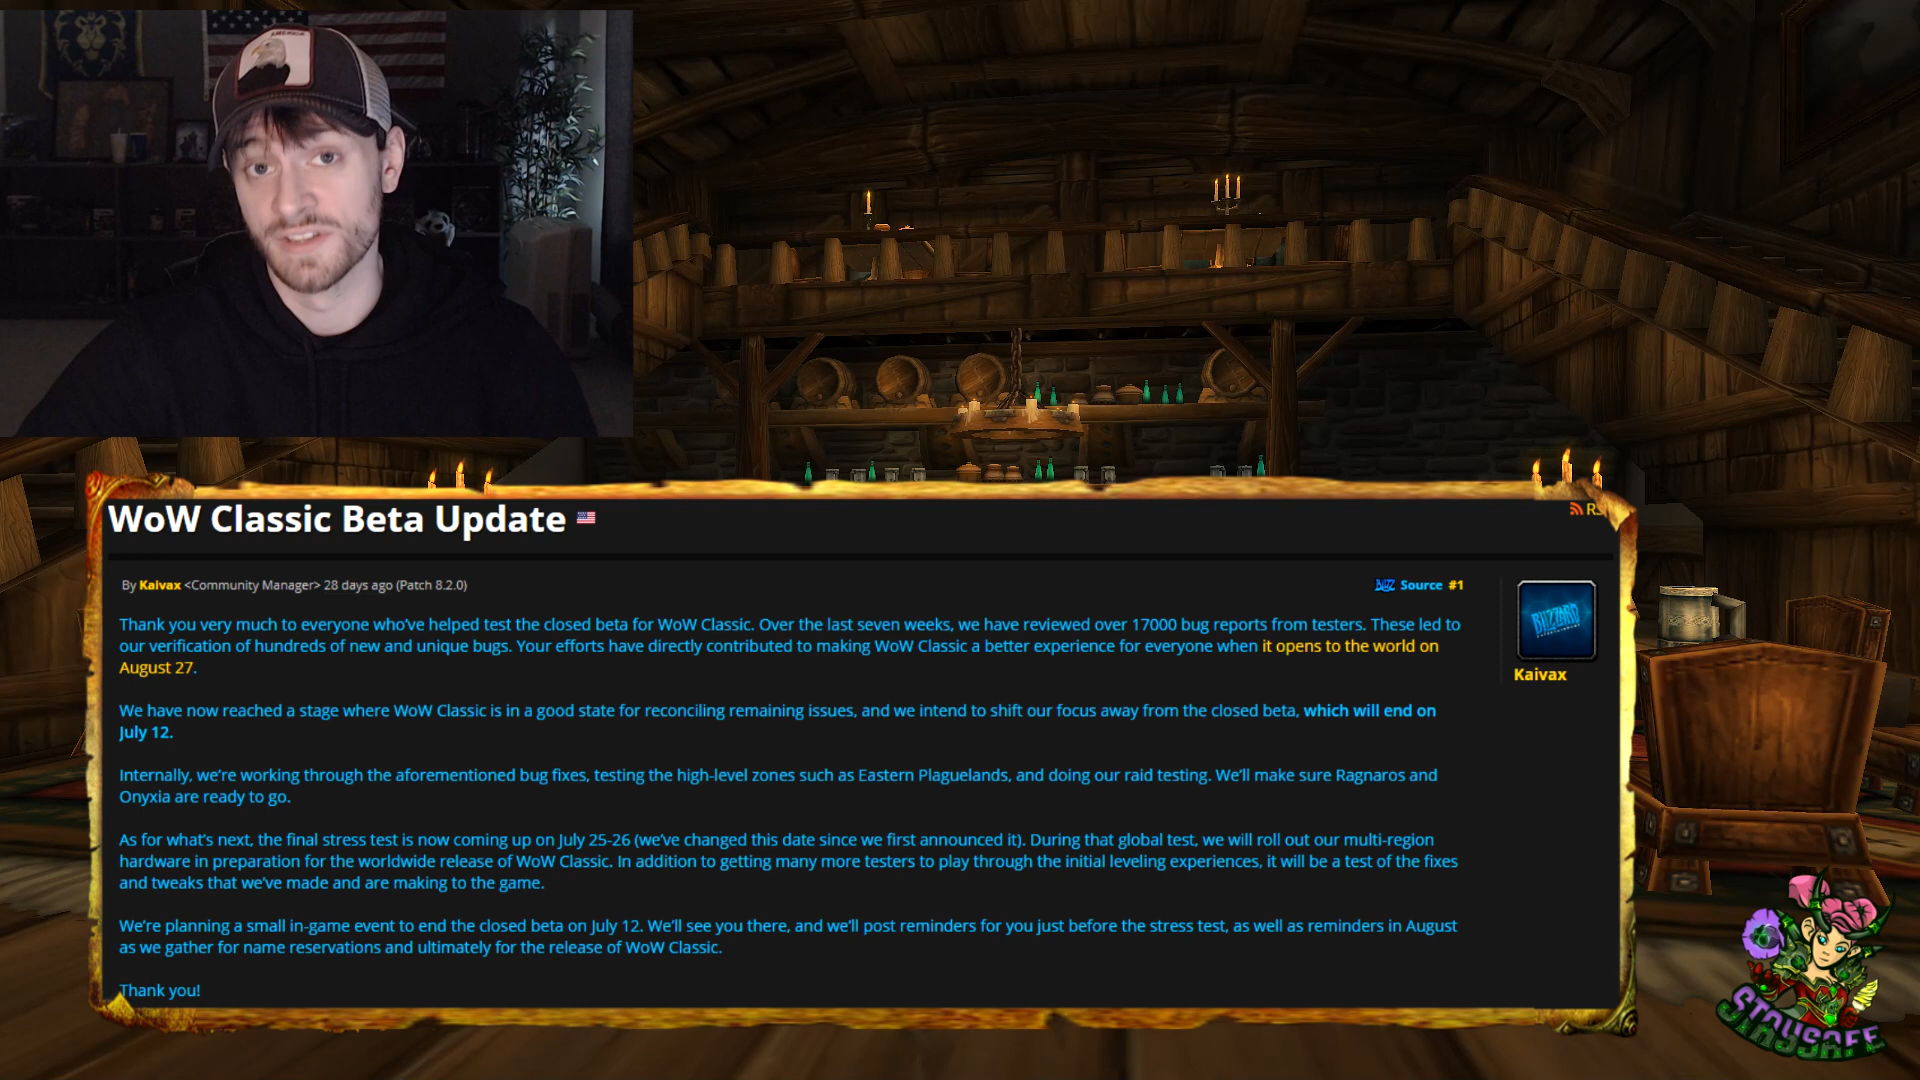 AMERICA
WoW Classic Beta Update
By Kaivax <Community Manager> 28 days ago (Patch 8.2.0)
BLIZZ Source #1
Thank you very much to everyone who've helped test the closed beta for WoW Classic. Over the last seven weeks, we have reviewed over 17000 bug reports from testers. These led to
our verification of hundreds of new and unique bugs. Your efforts have directly contributed to making WoW Classic a better experience for everyone when it opens to the world on
August 27.
BLIZZARD
Kaivax
We have now reached a stage where WoW Classic is in a good state for reconciling remaining issues, and we intend to shift our focus away from the closed beta, which will end on
July 12.
Internally, we're working through the aforementioned bug fixes, testing the high-level zones such as Eastern Plaguelands, and doing our raid testing. We'll make sure Ragnaros and
Onyxia are ready to go.
As for what's next, the final stress test is now coming up on July 25-26 (we've changed this date since we first announced it). During that global test, we will roll out our multi-region
hardware in preparation for the worldwide release of WoW Classic. In addition to getting many more testers to play through the initial leveling experiences, it will be a test of the fixes
and tweaks that we've made and are making to the game.
We're planning a small in-game event to end the closed beta on July 12. We'll see you there, and we'll post reminders for you just before the stress test, as well as reminders in August
as we gather for name reservations and ultimately for the release of WoW Classic.
Thank you!
STAYSAFE